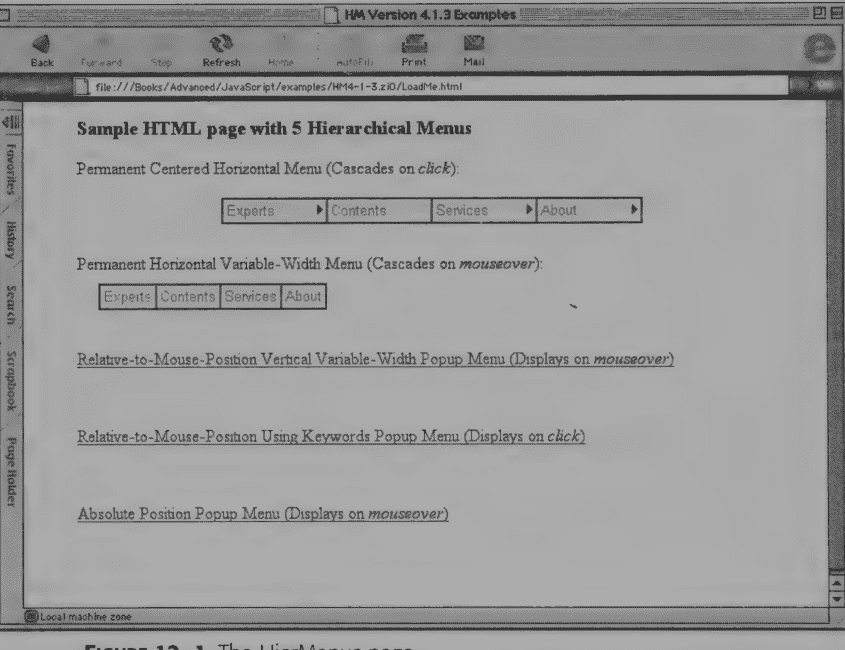 HM Version 4.1.3 Examples
Back Forward Stop Refresh Home AutoFill Print Mail
file:///Books/Advanced/JavaScript/examples/HM4-1-3.zi0/LoadMe.html
Favorites
History
Search
Scrapbook
Page Holder
Sample HTML page with 5 Hierarchical Menus
Permanent Centered Horizontal Menu (Cascades on click):
Experts Contents Services About
Permanent Horizontal Variable-Width Menu (Cascades on mouseover):
Experts Contents Services About
Relative-to-Mouse-Position Vertical Variable-Width Popup Menu (Displays on mouseover)
Relative-to-Mouse-Position Using Keywords Popup Menu (Displays on click)
Absolute Position Popup Menu (Displays on mouseover)
Local machine zone
FIGURE 12-1 The HierMenus page